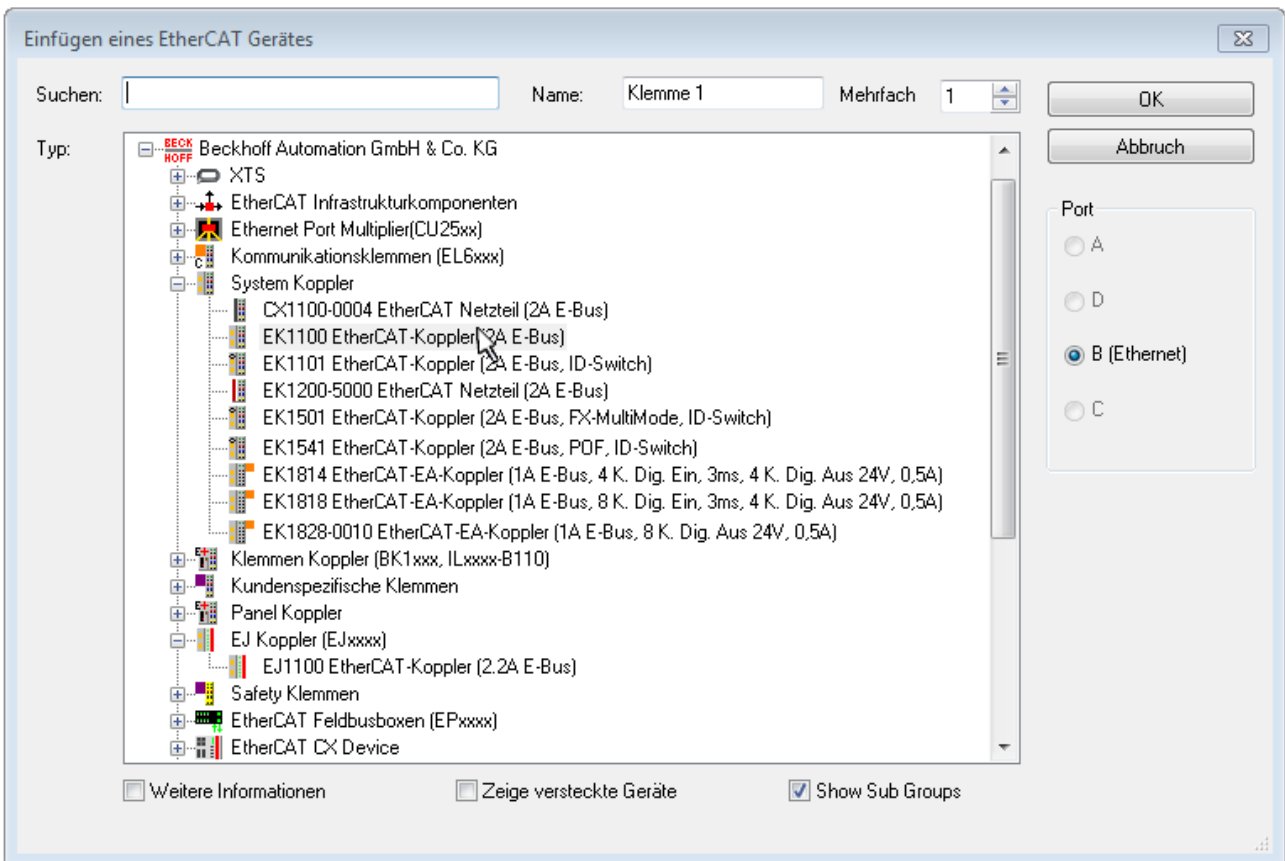 Einfügen eines EtherCAT Gerätes
Suchen: Name: Klemme 1 Mehrfach 1 OK
Abbruch
Typ:
BECK HOFF Beckhoff Automation GmbH & Co. KG
XTS
EtherCAT Infrastrukturkomponenten
Ethernet Port Multiplier(CU25xx)
C Kommunikationsklemmen (EL6xxx)
System Koppler
CX1100-0004 EtherCAT Netzteil (2A E-Bus)
EK1100 EtherCAT-Koppler (2A E-Bus)
EK1101 EtherCAT-Koppler (2A E-Bus, ID-Switch)
EK1200-5000 EtherCAT Netzteil (2A E-Bus)
EK1501 EtherCAT-Koppler (2A E-Bus, FX-MultiMode, ID-Switch)
EK1541 EtherCAT-Koppler (2A E-Bus, POF, ID-Switch)
EK1814 EtherCAT-EA-Koppler (1A E-Bus, 4 K. Dig. Ein, 3ms, 4 K. Dig. Aus 24V, 0,5A)
EK1818 EtherCAT-EA-Koppler (1A E-Bus, 8 K. Dig. Ein, 3ms, 4 K. Dig. Aus 24V, 0,5A)
EK1828-0010 EtherCAT-EA-Koppler (1A E-Bus, 8 K. Dig. Aus 24V, 0,5A)
Klemmen Koppler (BK1xxx, ILxxxx-B110)
Kundenspezifische Klemmen
Panel Koppler
EJ Koppler (EJxxxx)
EJ1100 EtherCAT-Koppler (2.2A E-Bus)
Safety Klemmen
EtherCAT Feldbusboxen (EPxxxx)
EtherCAT CX Device
Port
A
D
B (Ethernet)
C
Weitere Informationen Zeige versteckte Geräte Show Sub Groups